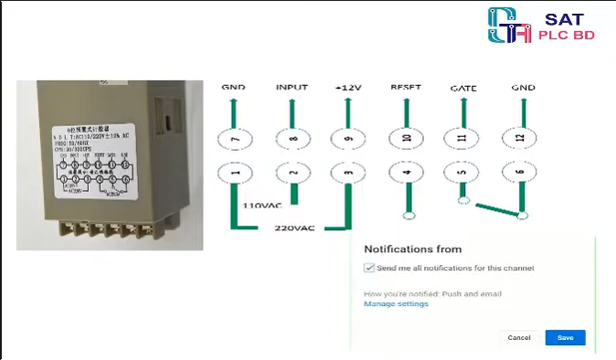 SAT
PLC BD
GND INPUT +12V RESET GATE GND
7 8 9 10 11 12
1 2 3 4 5 6
110VAC
220VAC
Notifications from
Send me all notifications for this channel
How you're notified: Push and email
Manage settings
Cancel Save